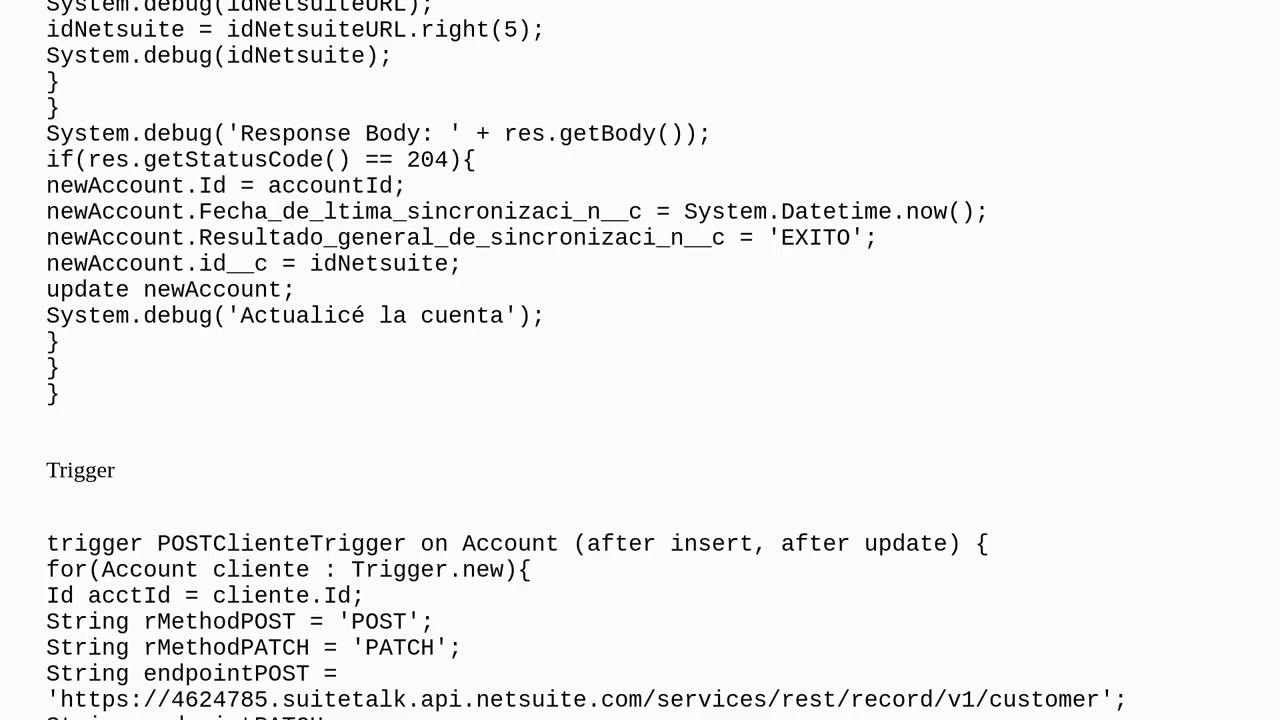 System.debug(idNetsuiteURL);
idNetsuite = idNetsuiteURL.right(5);
System.debug(idNetsuite);
}
}
System.debug('Response Body: ' + res.getBody());
if(res.getStatusCode() == 204){
newAccount.Id = accountId;
newAccount.Fecha_de_ltima_sincronizaci_n__c = System.Datetime.now();
newAccount.Resultado_general_de_sincronizaci_n__c = 'EXITO';
newAccount.id__c = idNetsuite;
update newAccount;
System.debug('Actualicé la cuenta');
}
}
}
Trigger
trigger POSTClienteTrigger on Account (after insert, after update) {
for(Account cliente : Trigger.new){
Id acctId = cliente.Id;
String rMethodPOST = 'POST';
String rMethodPATCH = 'PATCH';
String endpointPOST =
'https://4624785.suitetalk.api.netsuite.com/services/rest/record/v1/customer';